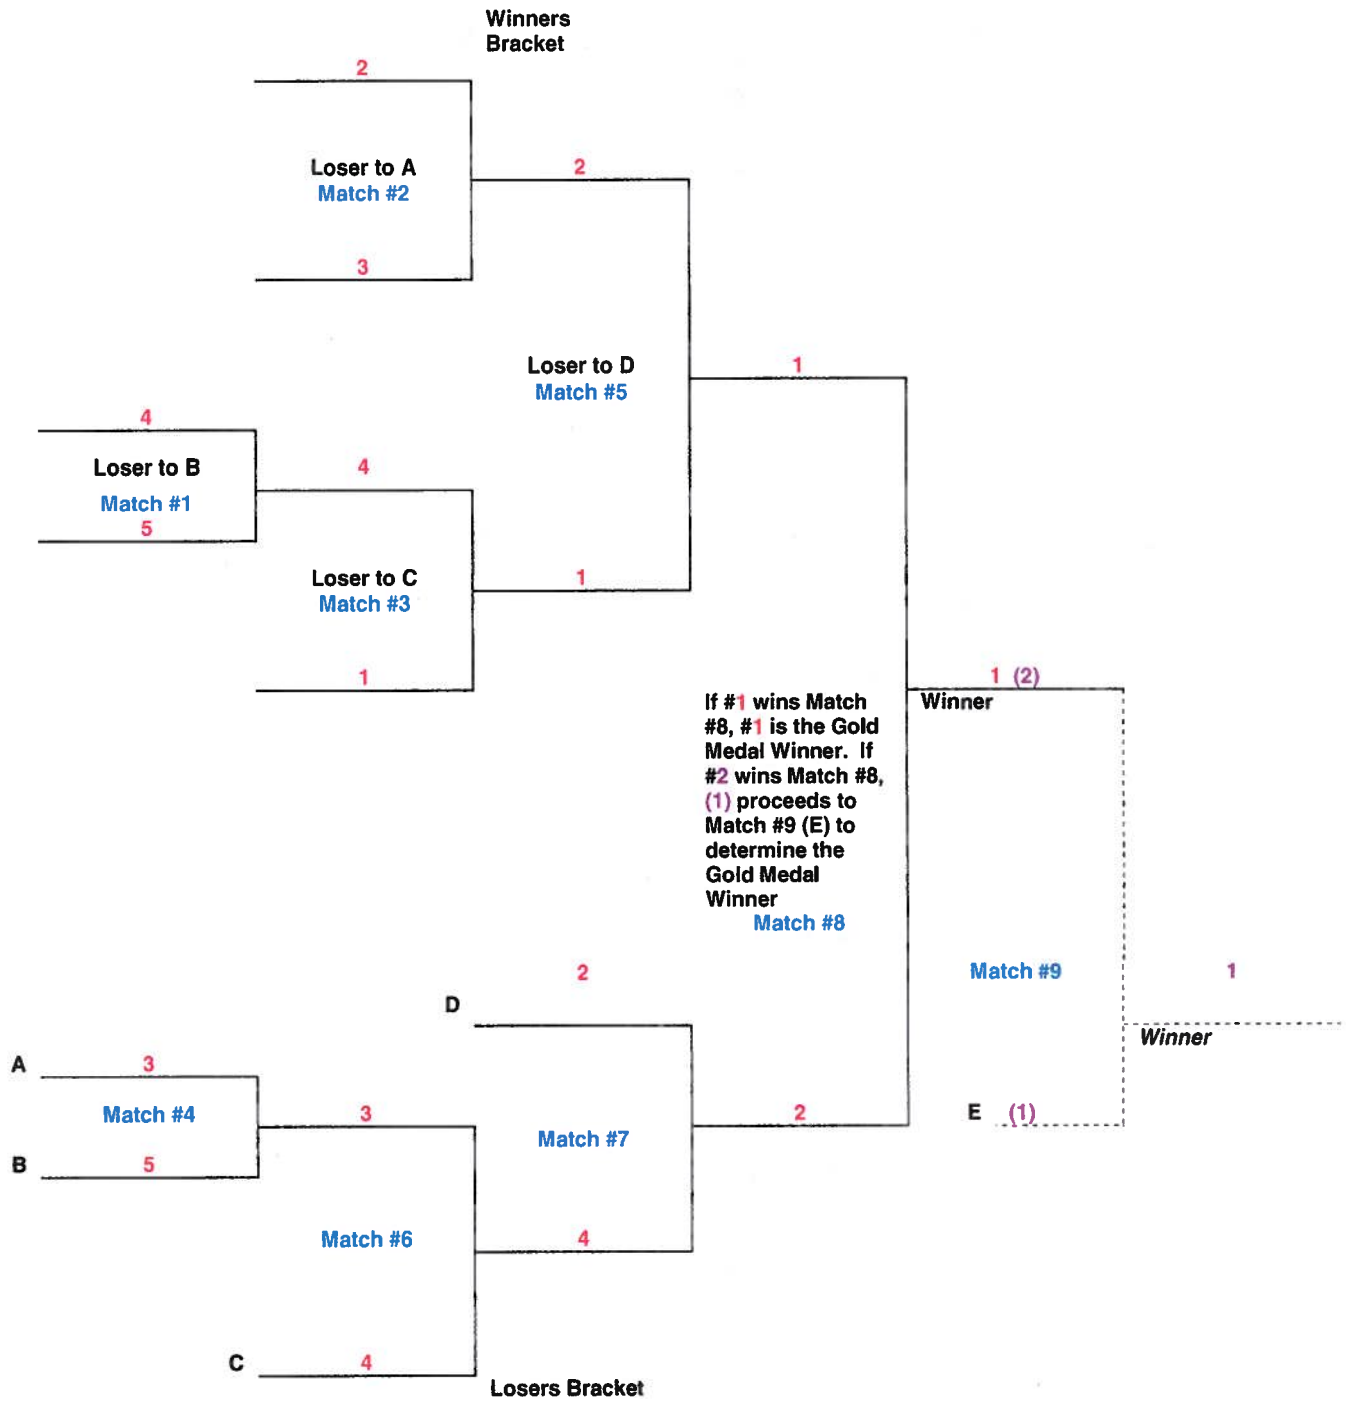 Winners
Bracket
2
Loser to A
Match #2
2
3
Loser to D
Match #5
1
4
Loser to B
Match #1
5
4
Loser to C
Match #3
1
1
1 (2)
Winner
If #1 wins Match
#8, #1 is the Gold
Medal Winner. If
#2 wins Match #8,
(1) proceeds to
Match #9 (E) to
determine the
Gold Medal
Winner
Match #8
2
D
Match #9
1
Winner
A
3
Match #4
3
B
5
Match #7
2
E (1)
Match #6
4
C
4
Losers Bracket